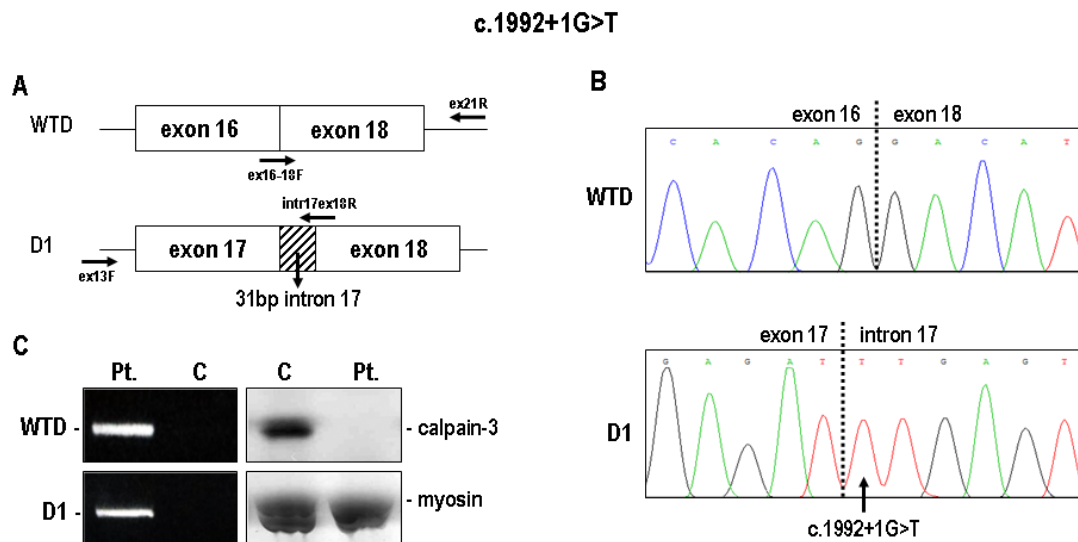 c.1992+1G>T
A
WTD
exon 16
exon 18
ex21R
ex16-18F
intr17ex18R
D1
exon 17
exon 18
ex13F
31bp intron 17
B
exon 16
exon 18
C A C A G G A C A T
WTD
exon 17
intron 17
G A G A T T T G A G T
D1
c.1992+1G>T
C
Pt. C C Pt.
WTD - - calpain-3
D1 - - myosin